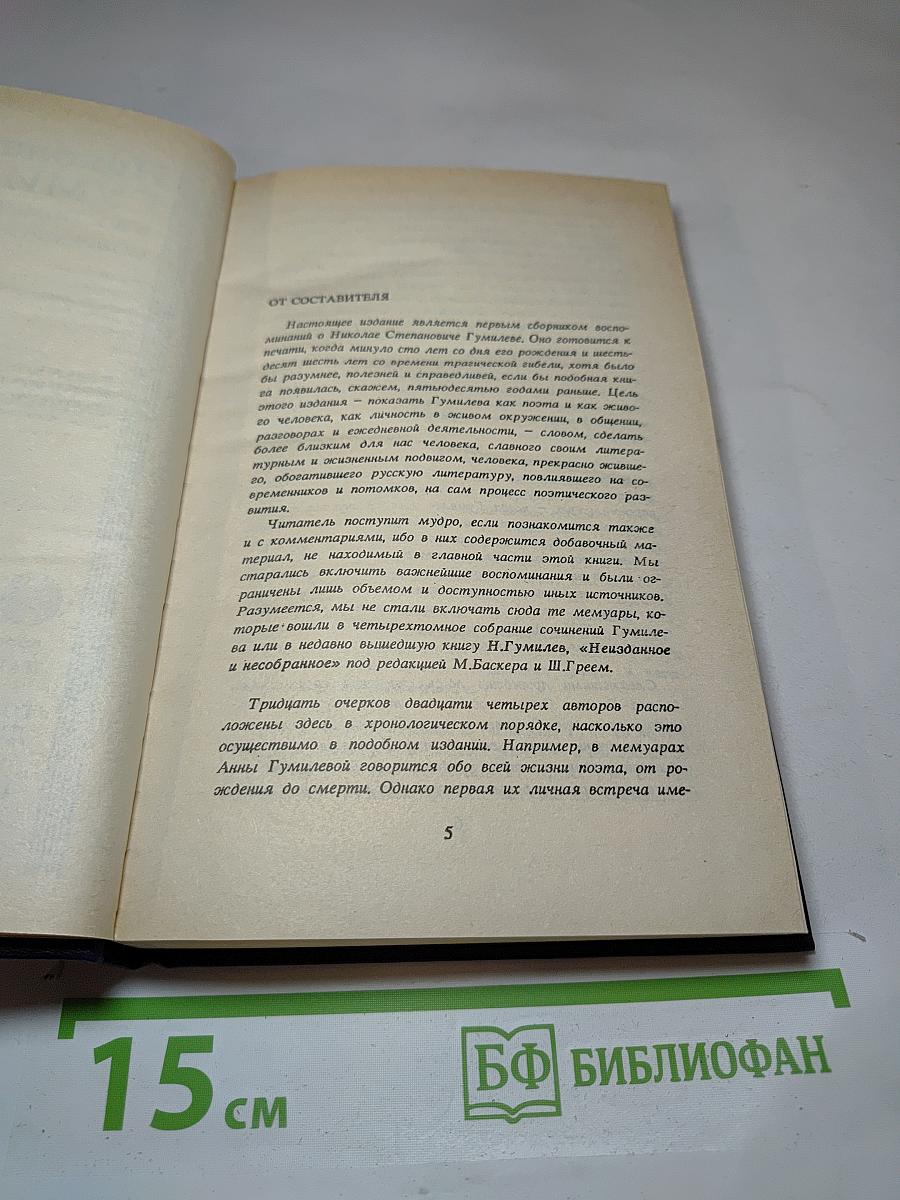 ОТ СОСТАВИТЕЛЯ
Настоящее издание является первым сборником воспо-
минаний о Николае Степановиче Гумилеве. Оно готовится к
печати, когда минуло сто лет со дня его рождения и шесть-
десят шесть лет со времени трагической гибели, хотя было
бы разумнее, полезней и справедливей, если бы подобная кни-
га появилась, скажем, пятьюдесятью годами раньше. Цель
этого издания — показать Гумилева как поэта и как живо-
го человека, как личность в живом окружении, в общении,
разговорах и ежедневной деятельности, — словом, сделать
более близким для нас человека, славного своим литера-
турным и жизненным подвигом, человека, прекрасно живше-
го, обогатившего русскую литературу, повлиявшего на со-
временников и потомков, на сам процесс поэтического раз-
вития.
Читатель поступит мудро, если познакомится также
и с комментариями, ибо в них содержится добавочный ма-
териал, не находимый в главной части этой книги. Мы
старались включить важнейшие воспоминания и были ог-
раничены лишь объемом и доступностью иных источников.
Разумеется, мы не стали включать сюда те мемуары, ко-
торые вошли в четырехтомное собрание сочинений Гумиле-
ва или в недавно вышедшую книгу Н.Гумилев, «Неизданное
и несобранное» под редакцией М.Баскера и Ш.Греем.
Тридцать очерков двадцати четырех авторов распо-
ложены здесь в хронологическом порядке, насколько это
осуществимо в подобном издании. Например, в мемуарах
Анны Гумилевой говорится обо всей жизни поэта, от ро-
ждения до смерти. Однако первая их личная встреча име-
5
15 см
БФ БИБЛИОФАН